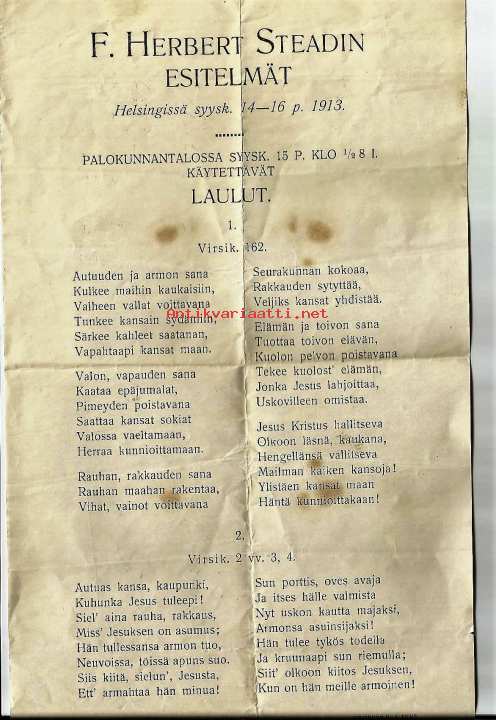 F. HERBERT STEADIN
ESITELMÄT
Helsingissä syysk. 14—16 p. 1913.
PALOKUNNANTALOSSA SYYSK. 15 P. KLO 1/2 8 I.
KÄYTETTÄVÄT
LAULUT.
1.
Virsik. 162.
Autuuden ja armon sana
Kulkee maihin kaukaisiin,
Valheen vallat voittavana
Tunkee kansain sydämiin,
Särkee kahleet saatanan,
Vapahtaapi kansat maan.
Valon, vapauden sana
Kaataa epäjumalat,
Pimeyden poistavana
Saattaa kansat sokiat
Valossa vaeltamaan,
Herraa kunnioittamaan.
Rauhan, rakkauden sana
Rauhan maahan rakentaa,
Vihat, vainot voittavana
Seurakunnan kokoaa,
Rakkauden sytyttää,
Veljiks kansat yhdistää.
Elämän ja toivon sana
Tuottaa toivon elävän,
Kuolon pelvon poistavana
Tekee kuolost' elämän,
Jonka Jesus lahjoittaa,
Uskovilleen omistaa.
Jesus Kristus hallitseva
Olkoon läsnä, kaukana,
Hengellänsä vallitseva
Mailman kaiken kansoja!
Ylistäen kansat maan
Häntä kunnioittakaan!
Antikvariaatti.net
2.
Virsik. 2 vv. 3, 4.
Autuas kansa, kaupunki,
Kuhunka Jesus tuleepi!
Siel' aina rauha, rakkaus,
Miss' Jesuksen on asumus;
Hän tullessansa armon tuo,
Neuvoissa, töissä apuns suo.
Siis kiitä, sielun', Jesusta,
Ett' armahtaa hän minua!
Sun porttis, oves avaja
Ja itses hälle valmista
Nyt uskon kautta majaksi,
Armonsa asuinsijaksi!
Hän tulee tykös todella
Ja kruunaapi sun riemulla;
Siit' olkoon kiitos Jesuksen,
Kun on hän meille armoinen!